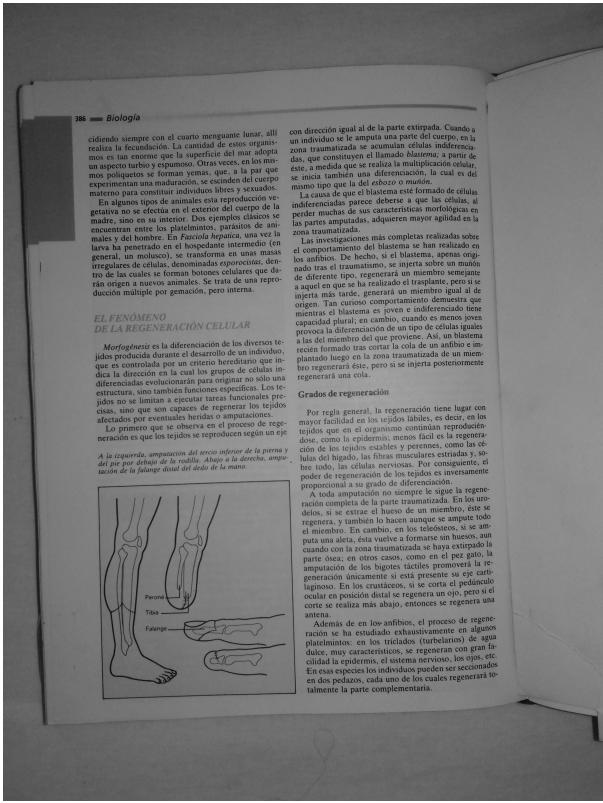 386 Biología
cidiendo siempre con el cuarto menguante lunar, allí
realiza la fecundación. La cantidad de estos organis-
mos es tan enorme que la superficie del mar adopta
un aspecto turbio y espumoso. Otras veces, en los mis-
mos poliquetos se forman yemas, que, a la par que
experimentan una maduración, se escinden del cuerpo
materno para constituir individuos libres y sexuados.
En algunos tipos de animales esta reproducción ve-
getativa no se efectúa en el exterior del cuerpo de la
madre, sino en su interior. Dos ejemplos clásicos se
encuentran entre los platelmintos, parásitos de ani-
males y del hombre. En Fasciola hepatica, una vez la
larva ha penetrado en el hospedante intermedio (en
general, un molusco), se transforma en unas masas
irregulares de células, denominadas esporocistas, den-
tro de las cuales se forman botones celulares que da-
rán origen a nuevos animales. Se trata de una repro-
ducción múltiple por gemación, pero interna.
EL FENÓMENO
DE LA REGENERACIÓN CELULAR
Morfogénesis es la diferenciación de los diversos te-
jidos producida durante el desarrollo de un individuo,
que es controlada por un criterio hereditario que in-
dica la dirección en la cual los grupos de células in-
diferenciadas evolucionarán para originar no sólo una
estructura, sino también funciones específicas. Los te-
jidos no se limitan a ejecutar tareas funcionales pre-
cisas, sino que son capaces de regenerar los tejidos
afectados por eventuales heridas o amputaciones.
Lo primero que se observa en el proceso de rege-
neración es que los tejidos se reproducen según un eje
A la izquierda, amputación del tercio inferior de la pierna y
del pie por debajo de la rodilla. Abajo a la derecha, ampu-
tación de la falange distal del dedo de la mano.
Peroné
Tibia
Falange
con dirección igual al de la parte extirpada. Cuando a
un individuo se le amputa una parte del cuerpo, en la
zona traumatizada se acumulan células indiferencia-
das, que constituyen el llamado blastema; a partir de
éste, a medida que se realiza la multiplicación celular,
se inicia también una diferenciación, la cual es del
mismo tipo que la del esbozo o muñón.
La causa de que el blastema esté formado de células
indiferenciadas parece deberse a que las células, al
perder muchas de sus características morfológicas en
las partes amputadas, adquieren mayor agilidad en la
zona traumatizada.
Las investigaciones más completas realizadas sobre
el comportamiento del blastema se han realizado en
los anfibios. De hecho, si el blastema, apenas origi-
nado tras el traumatismo, se injerta sobre un muñón
de diferente tipo, regenerará un miembro semejante
a aquel en que se ha realizado el trasplante, pero si se
injerta más tarde, generará un miembro igual al de
origen. Tan curioso comportamiento demuestra que
mientras el blastema es joven e indiferenciado tiene
capacidad plural; en cambio, cuando es menos joven
provoca la diferenciación de un tipo de células iguales
a las del miembro del que proviene. Así, un blastema
recién formado tras cortar la cola de un anfibio e im-
plantado luego en la zona traumatizada de un miem-
bro regenerará éste, pero si se injerta posteriormente
regenerará una cola.
Grados de regeneración
Por regla general, la regeneración tiene lugar con
mayor facilidad en los tejidos lábiles, es decir, en los
tejidos que en el organismo continúan reproducién-
dose, como la epidermis; menos fácil es la regenera-
ción de los tejidos estables y perennes, como las cé-
lulas del hígado, las fibras musculares estriadas y, so-
bre todo, las células nerviosas. Por consiguiente, el
poder de regeneración de los tejidos es inversamente
proporcional a su grado de diferenciación.
A toda amputación no siempre le sigue la regene-
ración completa de la parte traumatizada. En los uro-
delos, si se extrae el hueso de un miembro, éste se
regenera, y también lo hacen aunque se ampute todo
el miembro. En cambio, en los teleósteos, si se am-
puta una aleta, ésta vuelve a formarse sin huesos, aun
cuando con la zona traumatizada se haya extirpado la
parte ósea; en otros casos, como en el pez gato, la
amputación de los bigotes táctiles promoverá la re-
generación únicamente si está presente su eje carti-
laginoso. En los crustáceos, si se corta el pedúnculo
ocular en posición distal se regenera un ojo, pero si el
corte se realiza más abajo, entonces se regenera una
antena.
Además de en los anfibios, el proceso de regene-
ración se ha estudiado exhaustivamente en algunos
platelmintos: en los triclados (turbelarios) de agua
dulce, muy característicos, se regeneran con gran fa-
cilidad la epidermis, el sistema nervioso, los ojos, etc.
En esas especies los individuos pueden ser seccionados
en dos pedazos, cada uno de los cuales regenerará to-
talmente la parte complementaria.